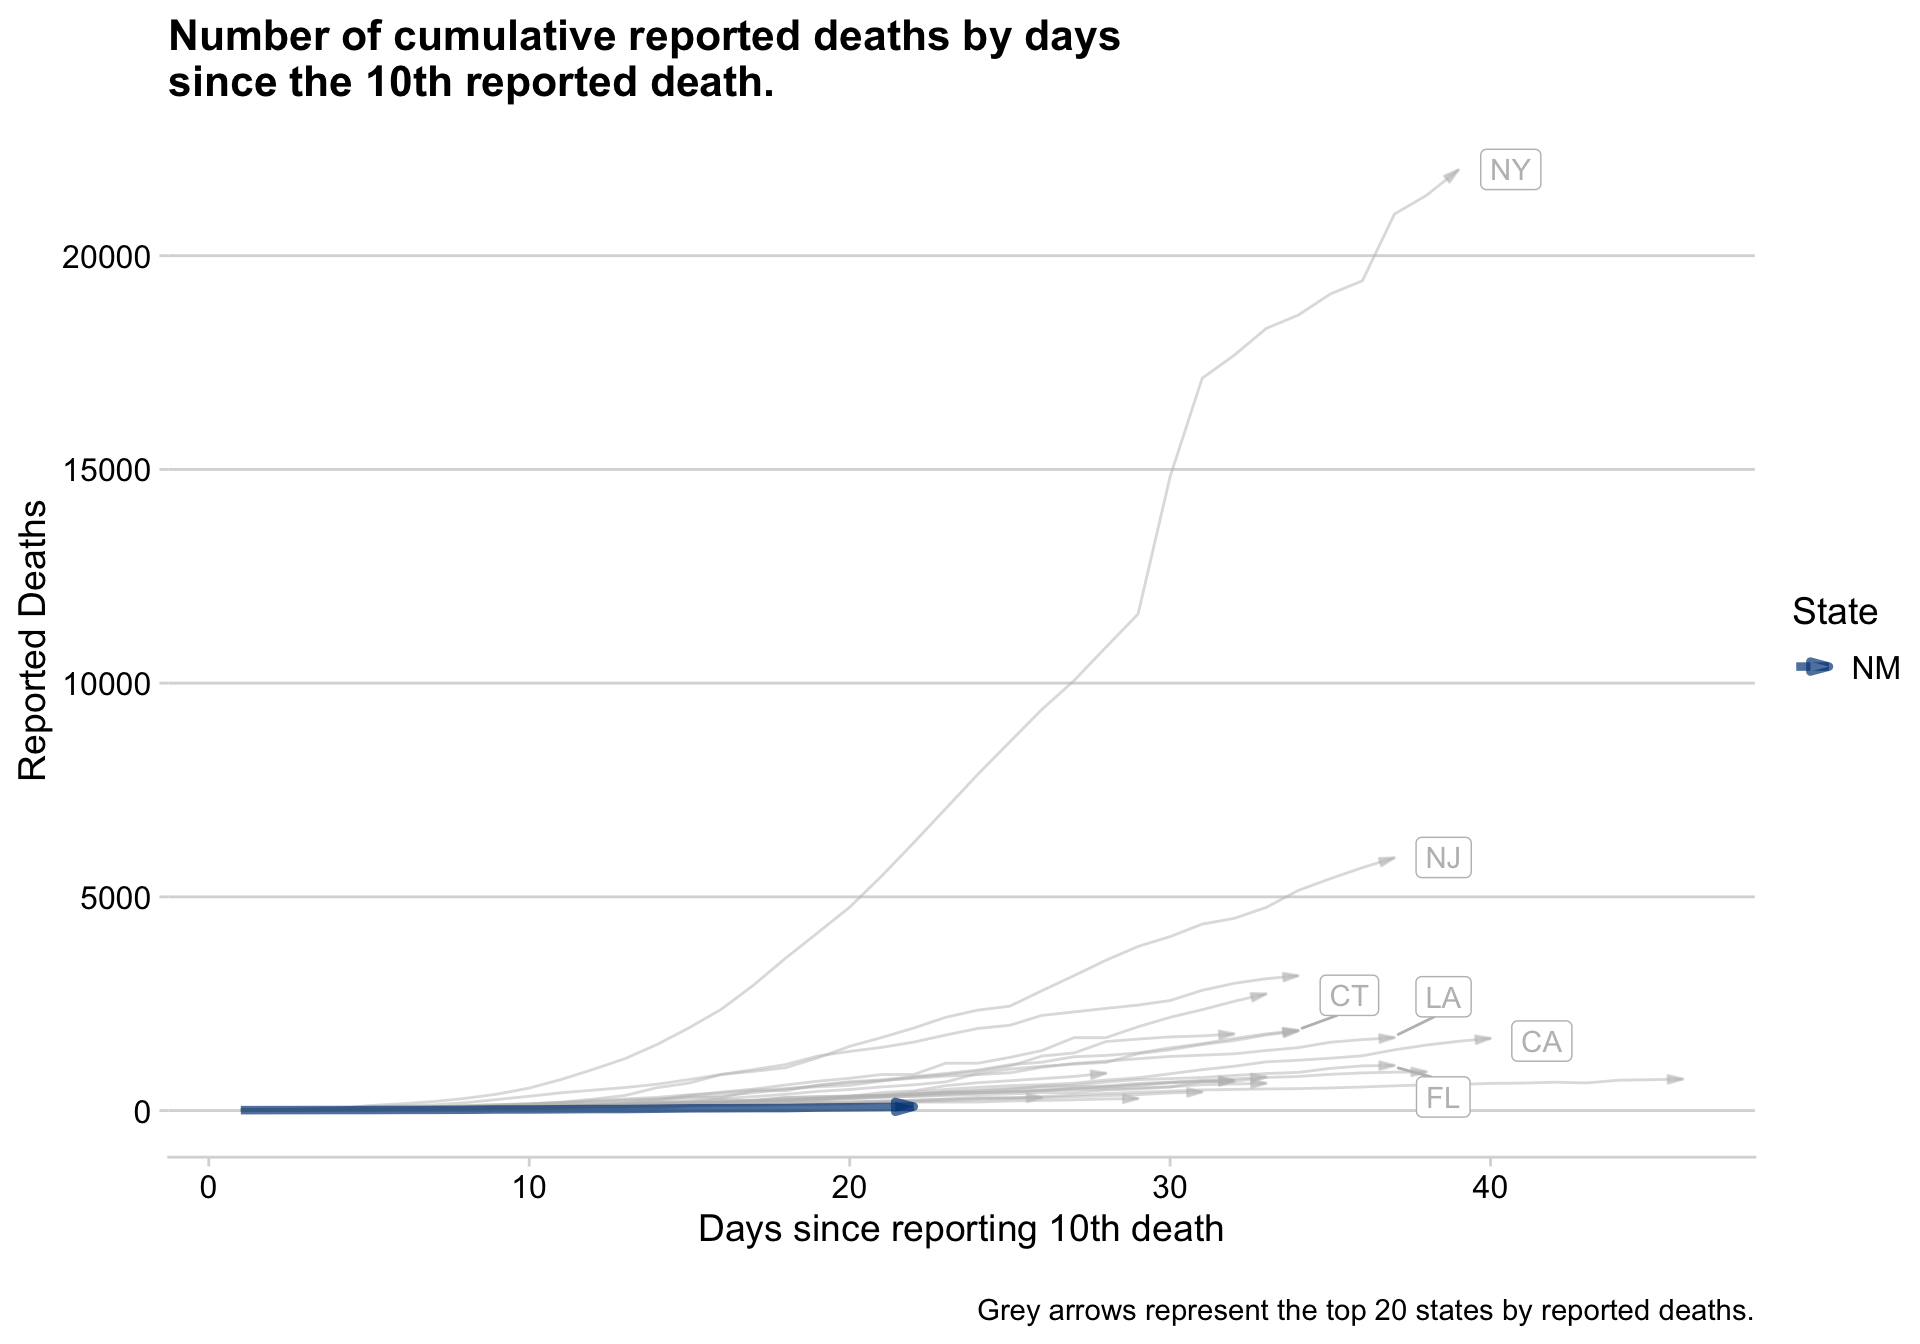 Number of cumulative reported deaths by days
since the 10th reported death.
NY
20000
15000
Reported Deaths
State
NM
10000
NJ
5000
CT
LA
CA
FL
0
0 10 20 30 40
Days since reporting 10th death
Grey arrows represent the top 20 states by reported deaths.